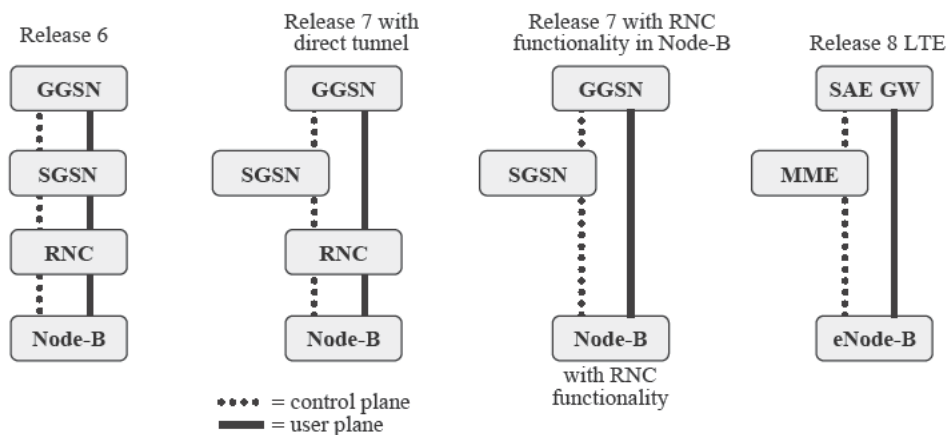 Release 6
GGSN
SGSN
RNC
Node-B
Release 7 with
direct tunnel
GGSN
SGSN
RNC
Node-B
Release 7 with RNC
functionality in Node-B
GGSN
SGSN
Node-B
with RNC
functionality
Release 8 LTE
SAE GW
MME
eNode-B
= control plane
= user plane